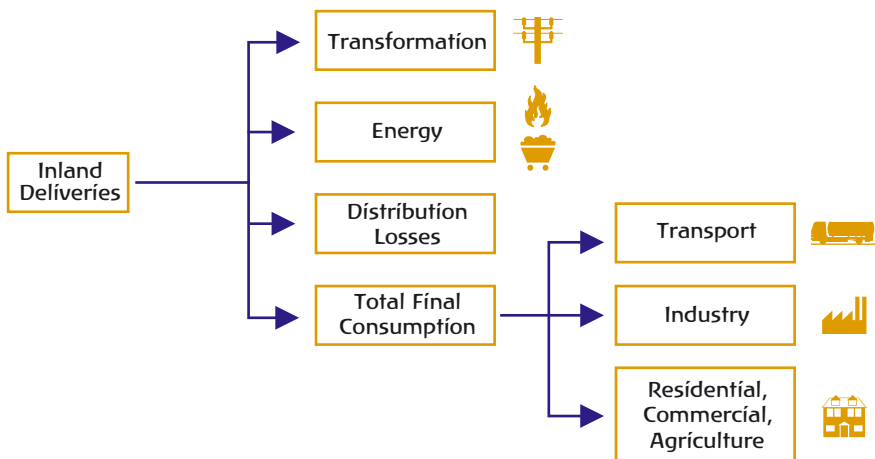 Transformation
Energy
Inland
Deliveries
Distribution
Losses
Total Final
Consumption
Transport
Industry
Residential,
Commercial,
Agriculture